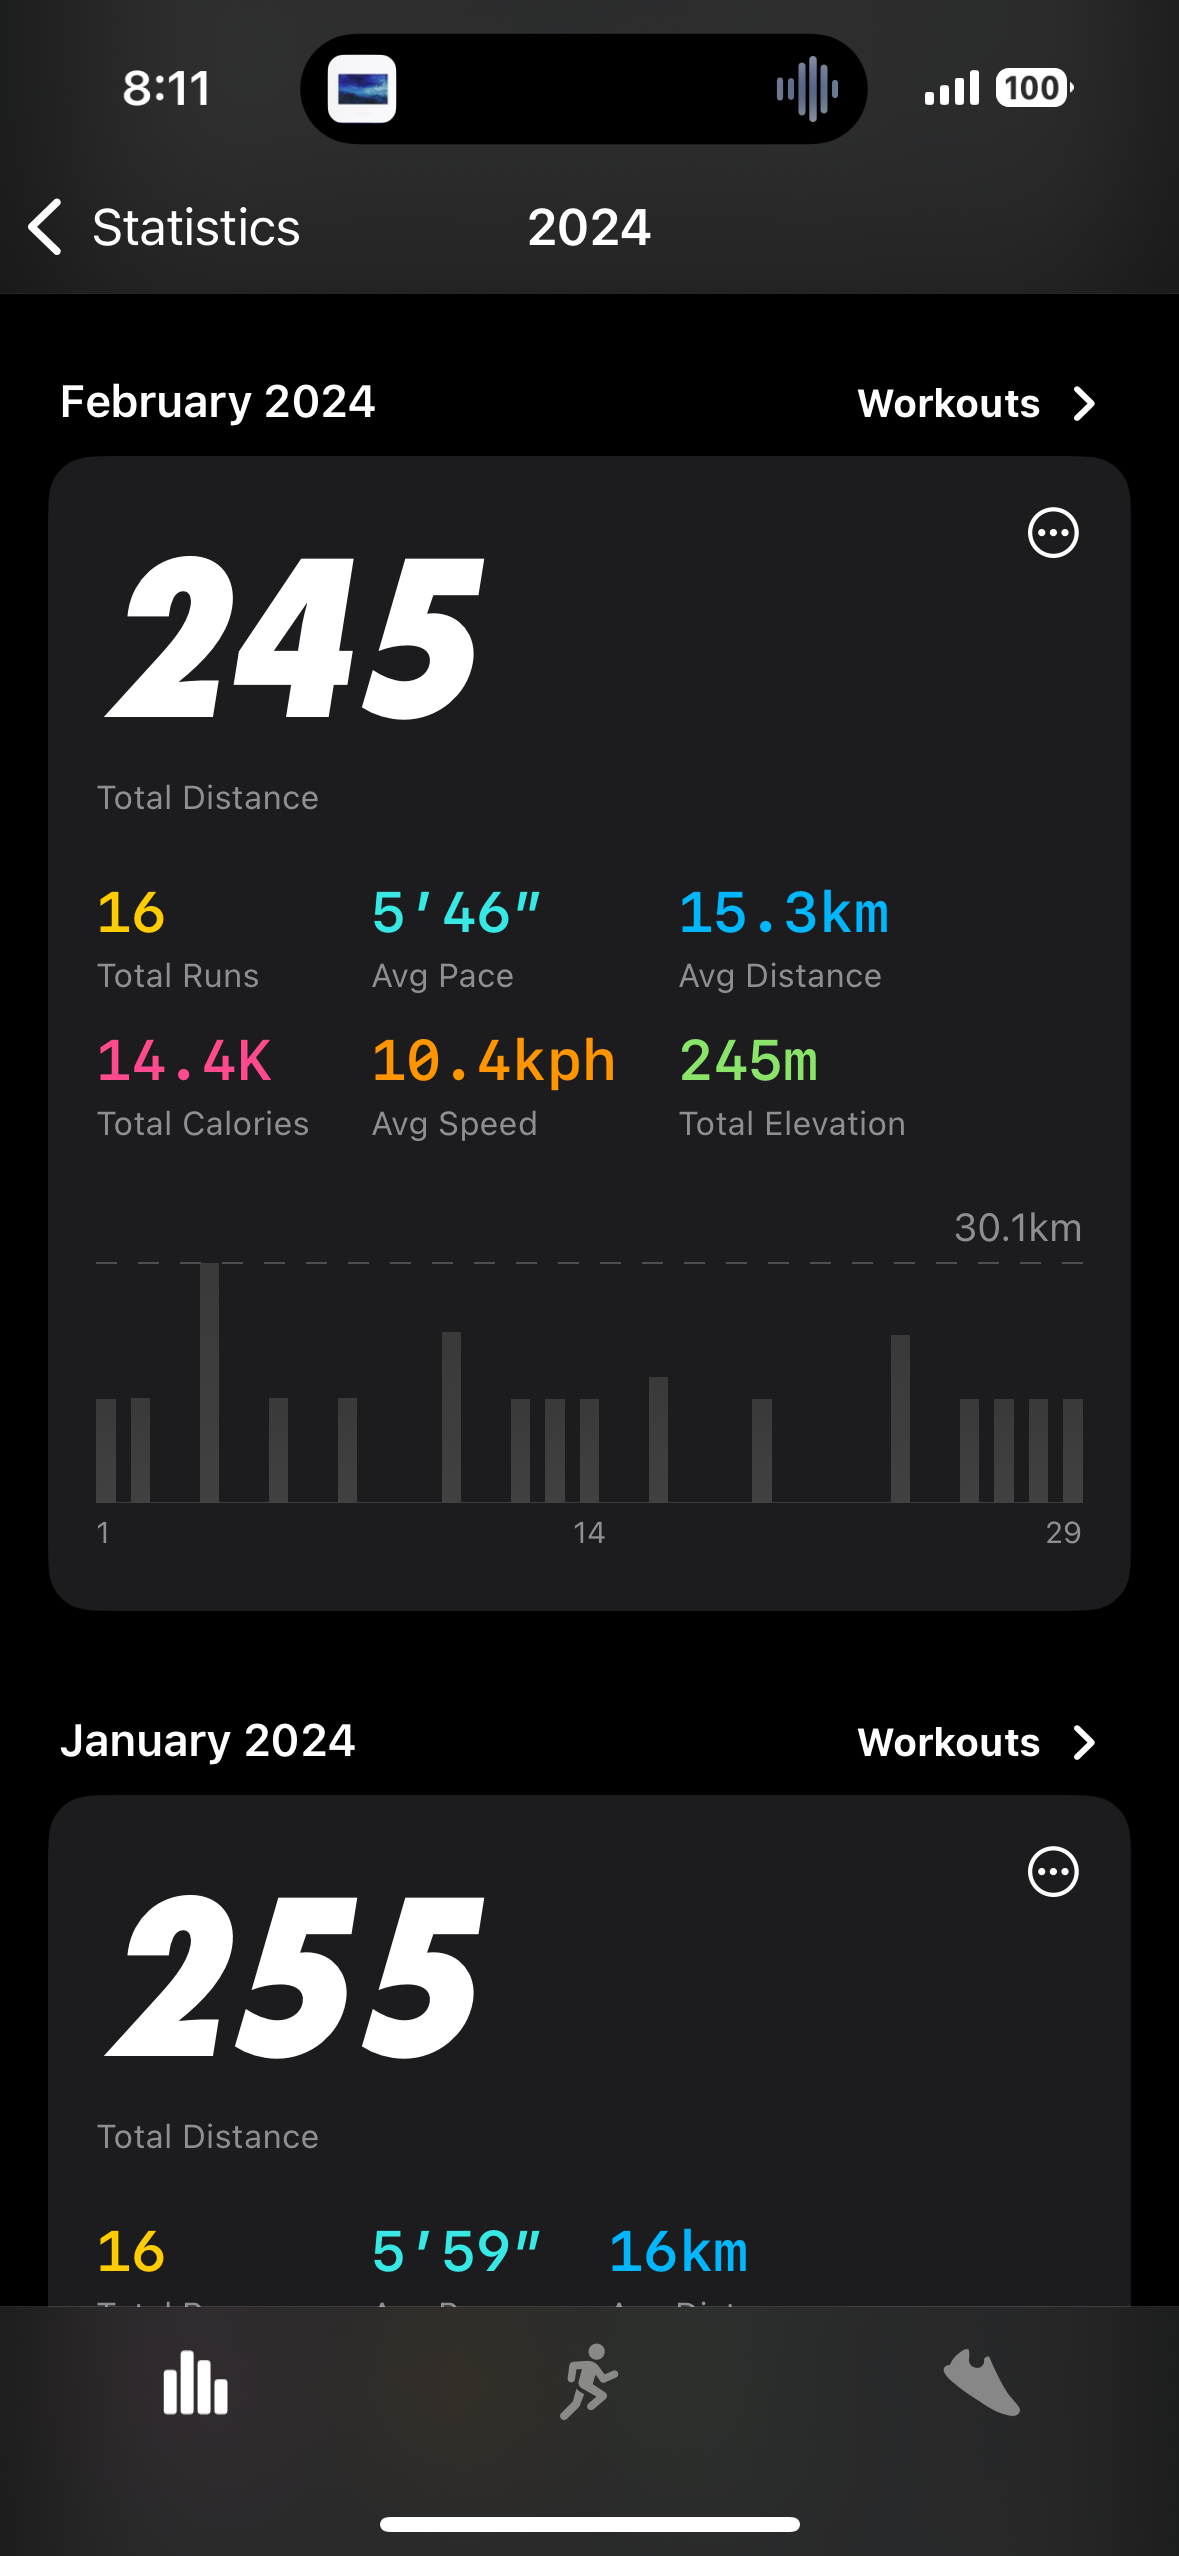 8:11
100
Statistics
2024
February 2024
Workouts
245
Total Distance
16
5'46"
15.3km
Total Runs
Avg Pace
Avg Distance
14.4K
10.4kph
245m
Total Calories
Avg Speed
Total Elevation
30.1km
1
14
29
January 2024
Workouts
255
Total Distance
16
5'59"
16km